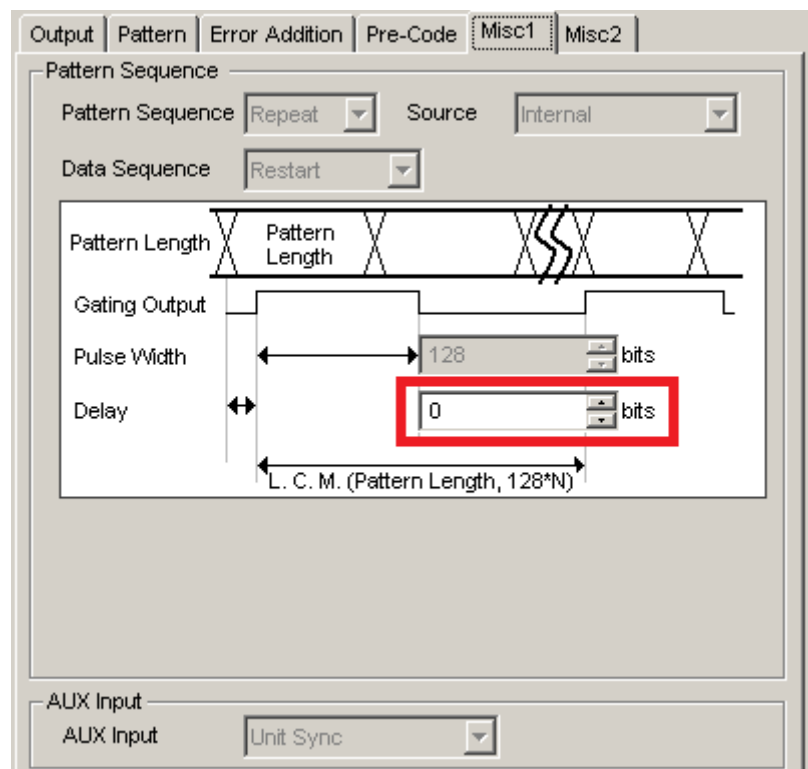 Output Pattern Error Addition Pre-Code Misc1 Misc2
Pattern Sequence
Pattern Sequence Repeat Source Internal
Data Sequence Restart
Pattern Length Pattern Length
Gating Output
Pulse Width 128 bits
Delay 0 bits
L. C. M. (Pattern Length, 128*N)
AUX Input
AUX Input Unit Sync